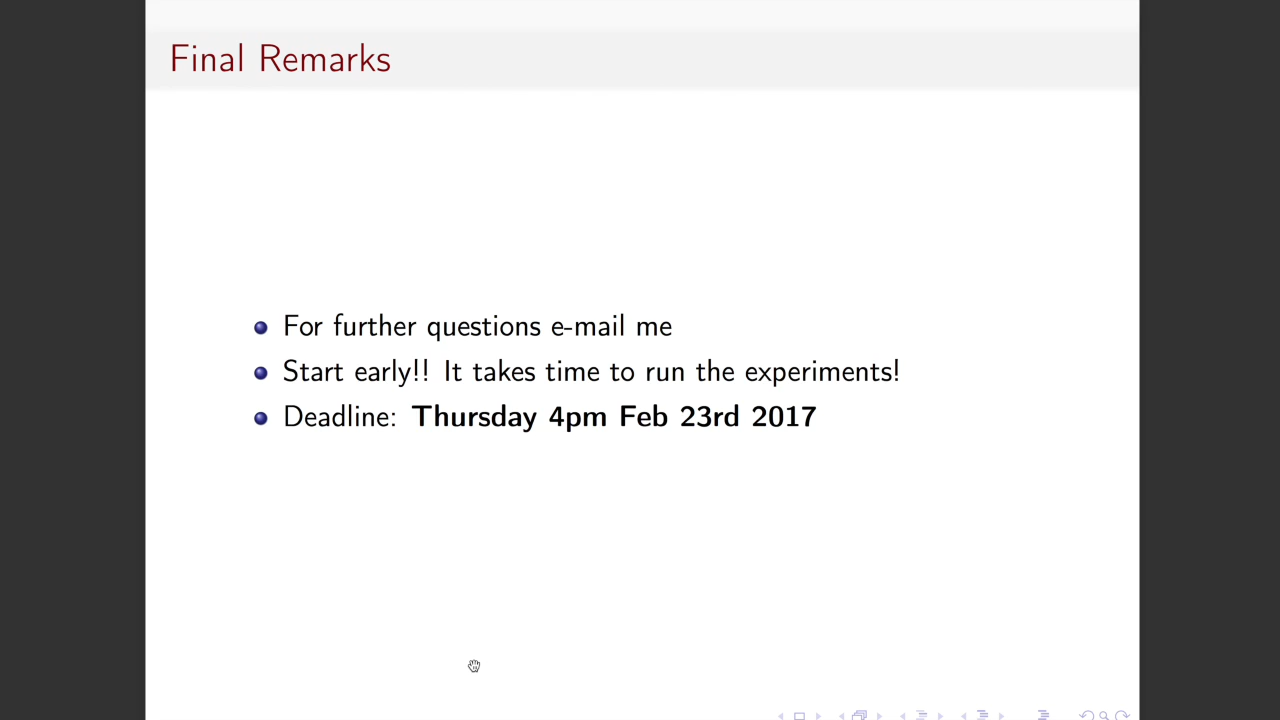 Final Remarks
For further questions e-mail me
Start early!! It takes time to run the experiments!
Deadline: Thursday 4pm Feb 23rd 2017